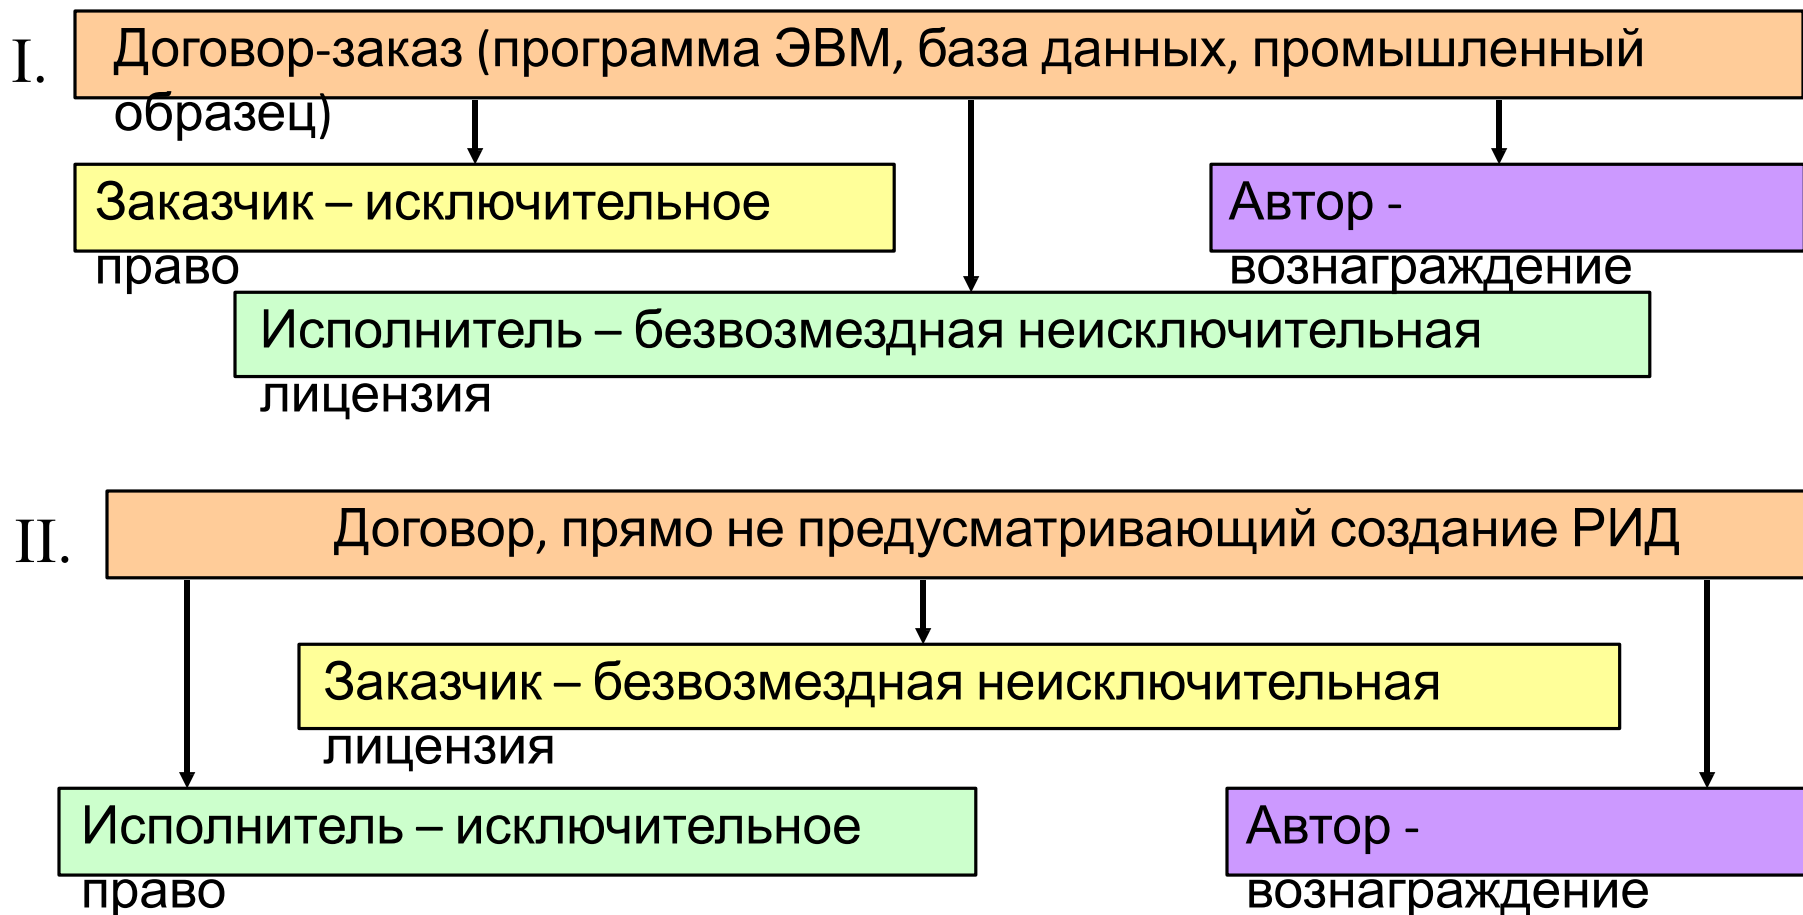 I.
Договор-заказ (программа ЭВМ, база данных, промышленный
образец)
Заказчик – исключительное
право
Автор -
вознаграждение
Исполнитель – безвозмездная неисключительная
лицензия
II.
Договор, прямо не предусматривающий создание РИД
Заказчик – безвозмездная неисключительная
лицензия
Исполнитель – исключительное
право
Автор -
вознаграждение